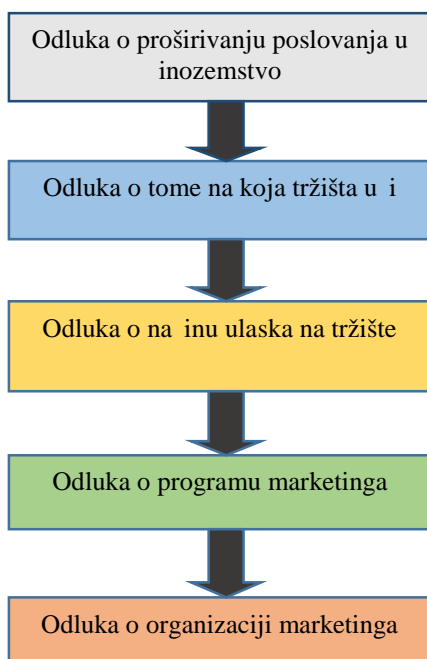 Odluka o proširivanju poslovanja u
inozemstvo
Odluka o tome na koja tržišta u i
Odluka o na inu ulaska na tržište
Odluka o programu marketinga
Odluka o organizaciji marketinga